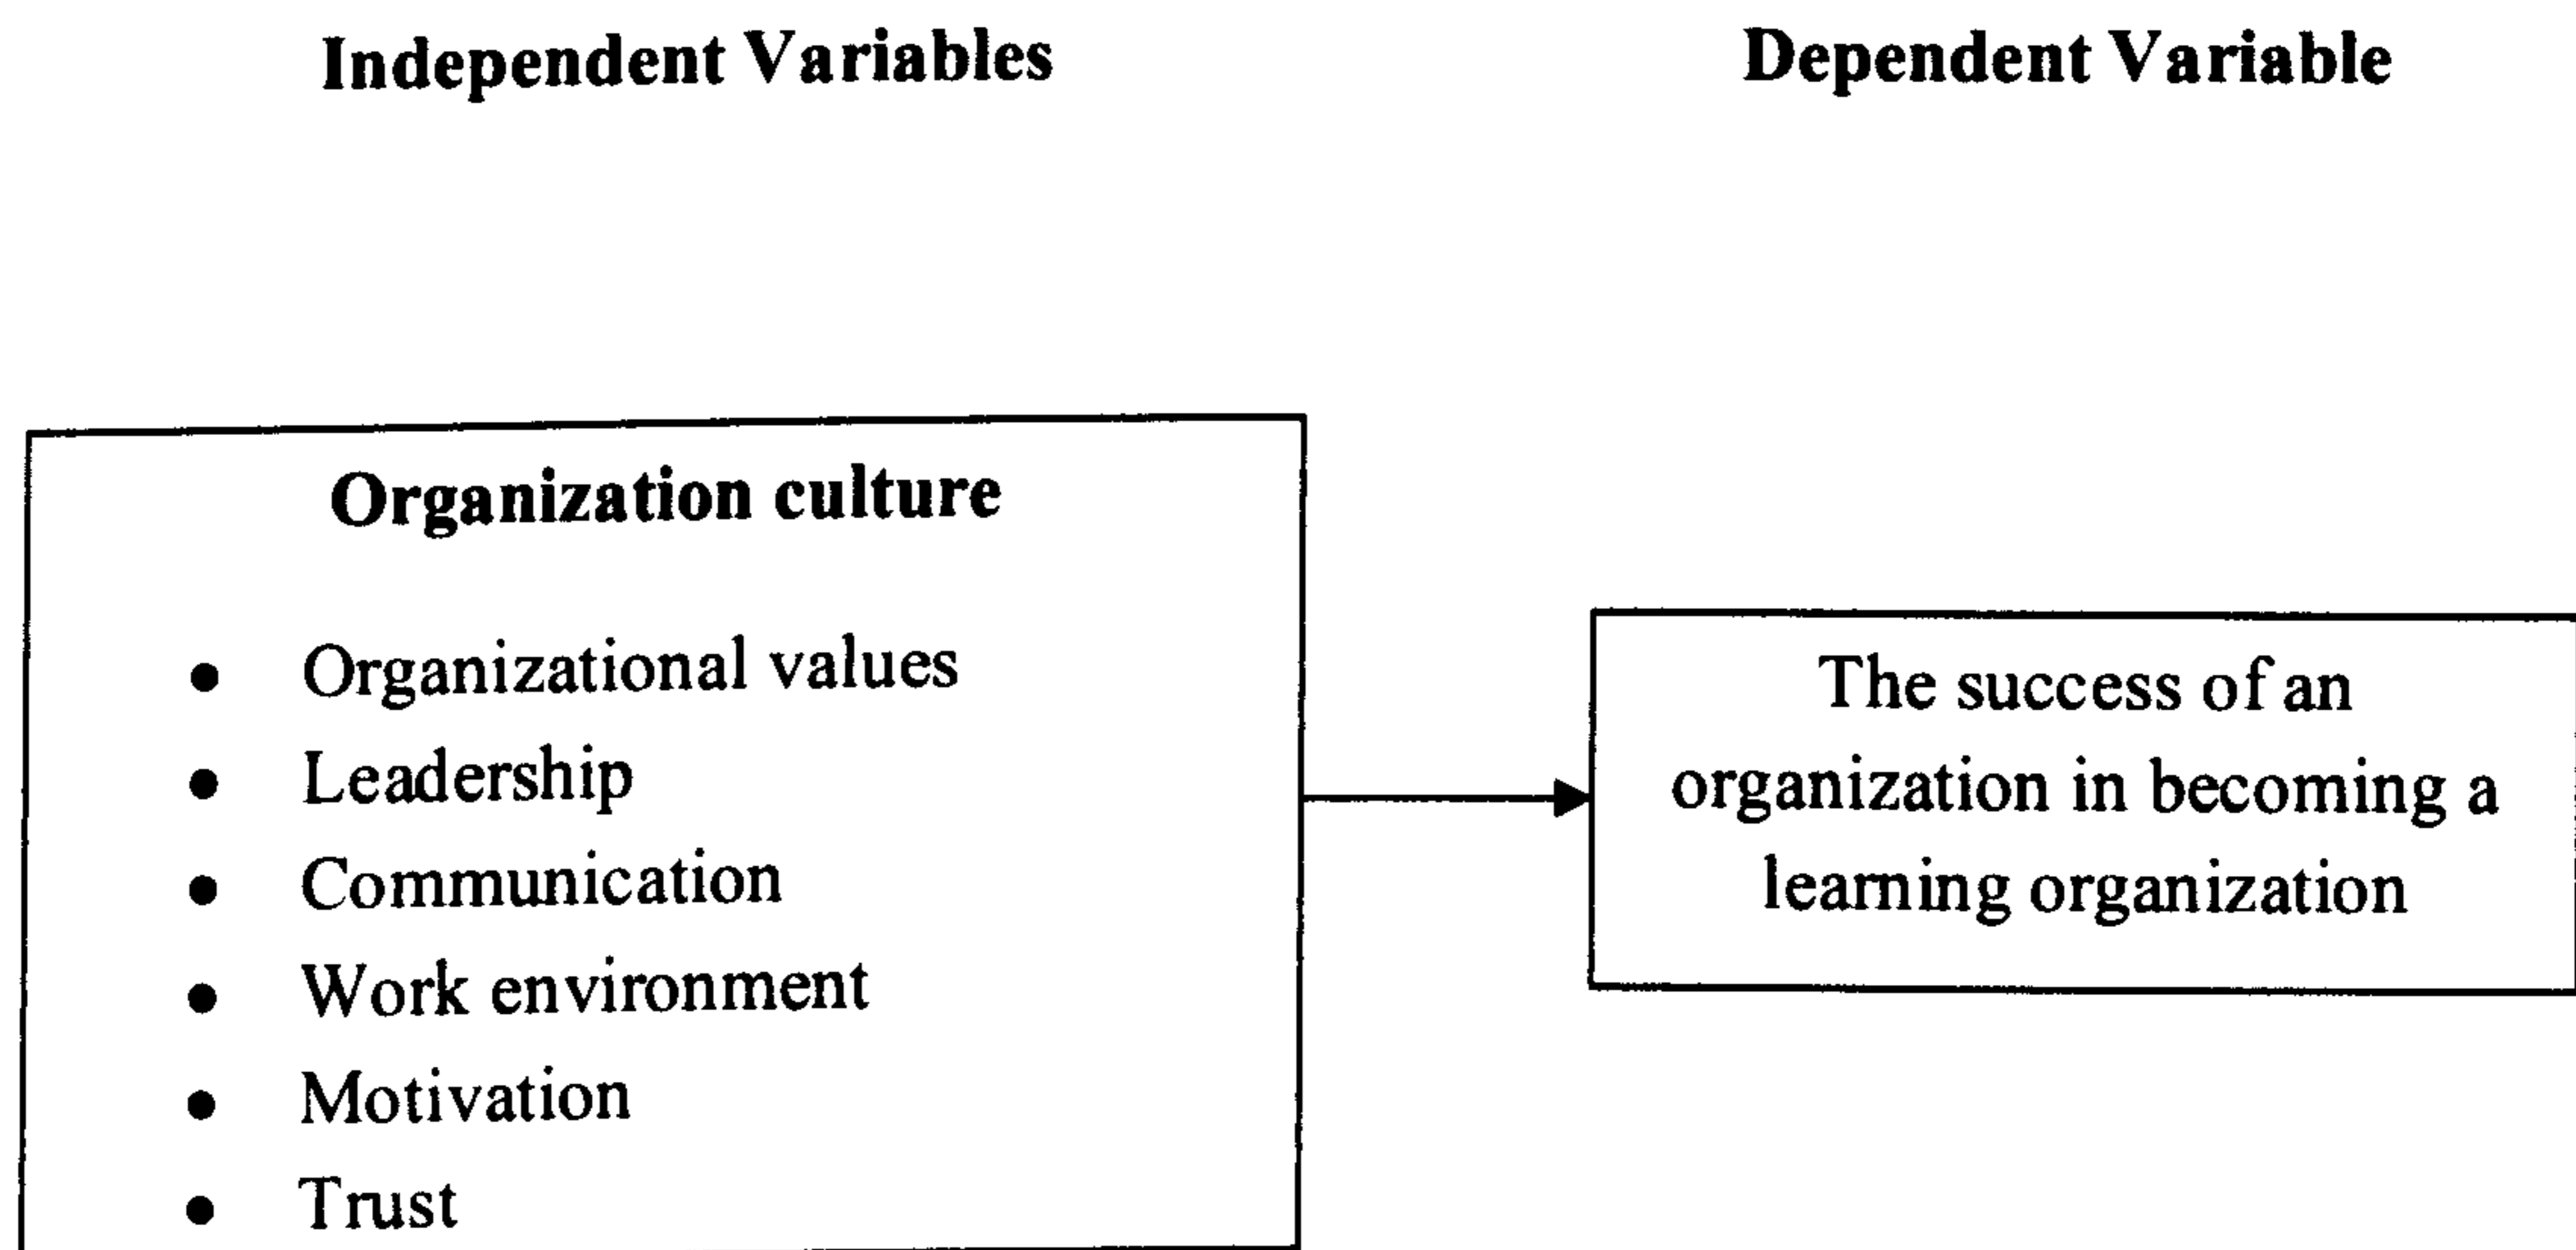 Independent Variables
Dependent Variable
Organization culture
• Organizational values
• Leadership
• Communication
• Work environment
• Motivation
• Trust
The success of an
organization in becoming a
learning organization